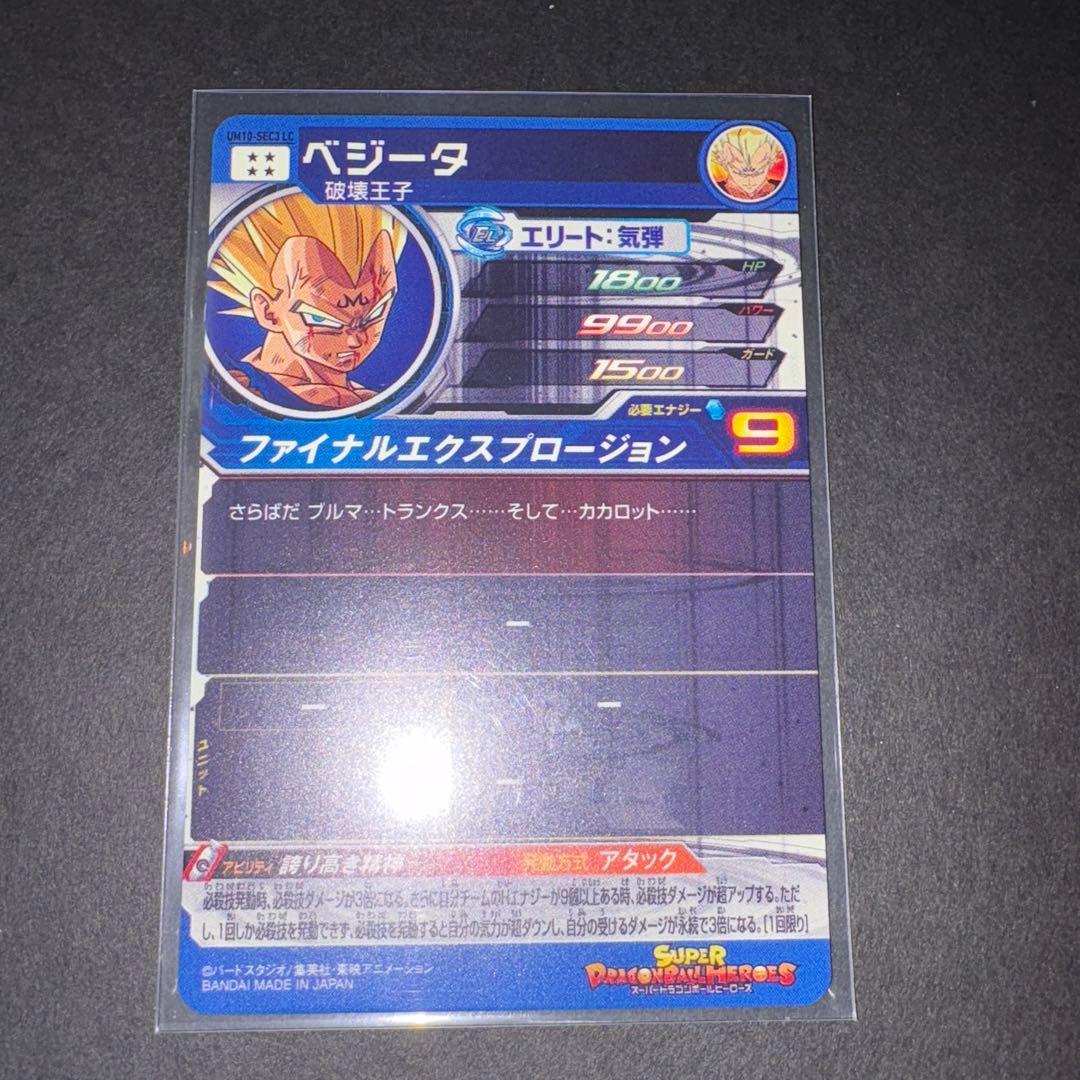 UM10-SEC3 LC
ベジータ
破壊王子
EL エリート:気弾
HP
1800
パワー
9900
ガード
1500
必要エナジー
9
ファイナルエクスプロージョン
さらばだ ブルマ…トランクス……そして…カカロット……
ー
ー ー
ユニット
ー
アビリティ 誇り高き精神 発動方式 アタック
必殺技発動時、必殺技ダメージが3倍になる。さらに自分チームのHエナジーが9個以上ある時、必殺技ダメージが超アップする。ただ
し、1回しか必殺技を発動できず、必殺技を発動すると自分の気力が超ダウンし、自分の受けるダメージが永続で3倍になる。[1回限り]
©バードスタジオ/集英社・東映アニメーション
BANDAI MADE IN JAPAN
SUPER
DRAGONBALL HEROES
スーパードラゴンボールヒーローズ